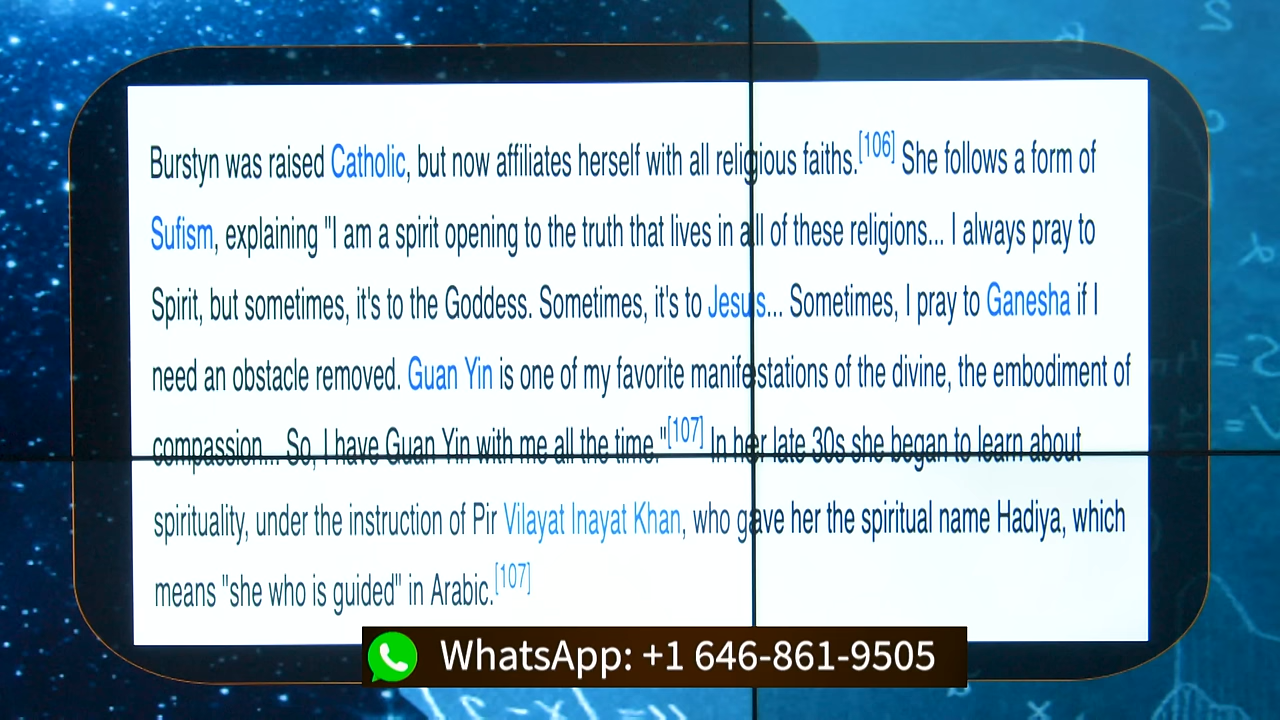 Burstyn was raised Catholic, but now affiliates herself with all religious faiths.[106] She follows a form of
Sufism, explaining "I am a spirit opening to the truth that lives in all of these religions... I always pray to
Spirit, but sometimes, it's to the Goddess. Sometimes, it's to Jesus... Sometimes, I pray to Ganesha if I
need an obstacle removed. Guan Yin is one of my favorite manifestations of the divine, the embodiment of
compassion... So, I have Guan Yin with me all the time."[107] In her late 30s she began to learn about
spirituality, under the instruction of Pir Vilayat Inayat Khan, who gave her the spiritual name Hadiya, which
means "she who is guided" in Arabic.[107]
WhatsApp: +1 646-861-9505